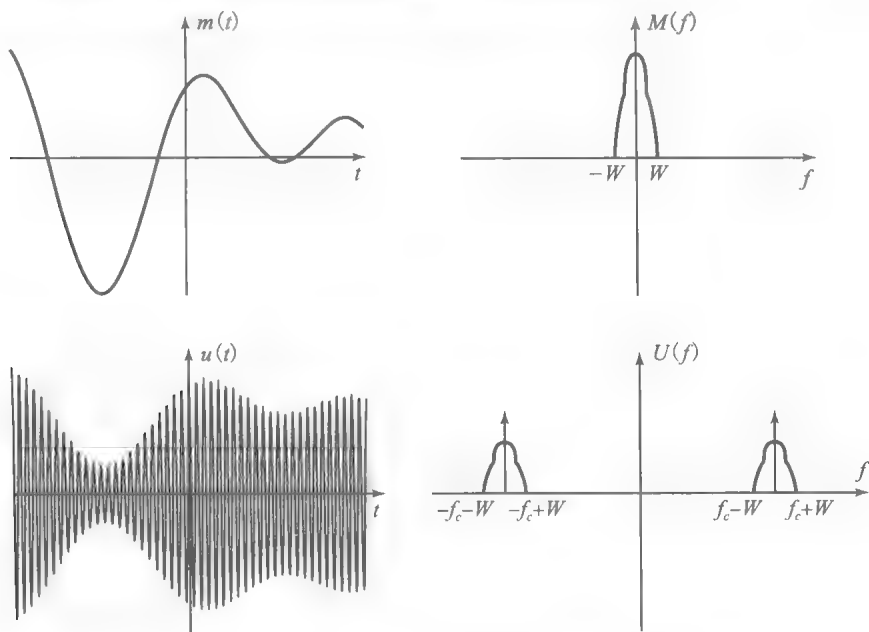 m(t)
t
M(f)
−W
W
f
u(t)
t
U(f)
f
−f_c−W
−f_c+W
f_c−W
f_c+W